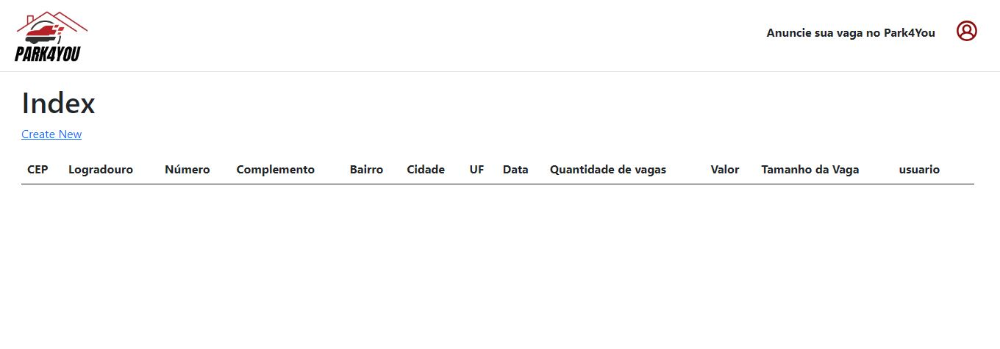 PARK4YOU
Anuncie sua vaga no Park4You
Index
Create New
CEP Logradouro Número Complemento Bairro Cidade UF Data Quantidade de vagas Valor Tamanho da Vaga usuario